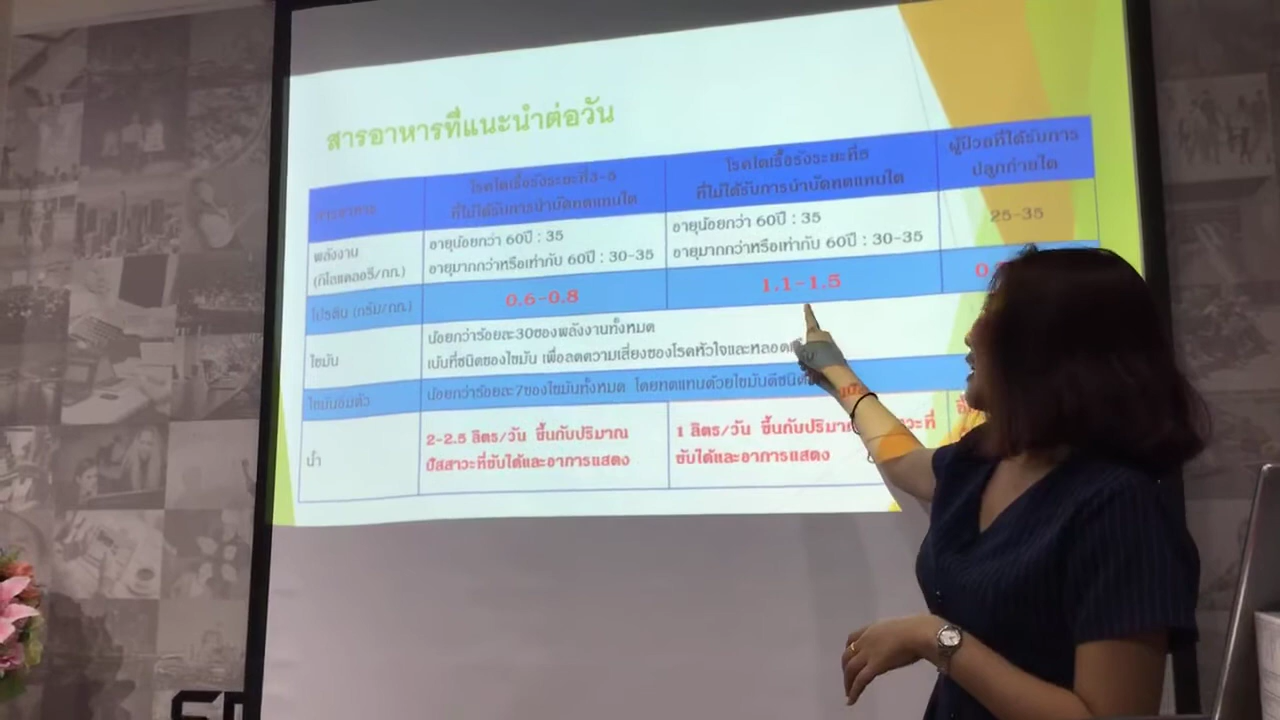 สารอาหารที่แนะนำต่อวัน
สารอาหาร
โรคไตเรื้อรังระยะที่3-5
ที่ไม่ได้รับการบำบัดทดแทนไต
โรคไตเรื้อรังระยะที่5
ที่ไม่ได้รับการบำบัดทดแทนไต
ผู้ป่วยที่ได้รับการ
ปลูกถ่ายไต
พลังงาน
(กิโลแคลอรี/กก.)
อายุน้อยกว่า 60ปี : 35
อายุมากกว่าหรือเท่ากับ 60ปี : 30-35
อายุน้อยกว่า 60ปี : 35
อายุมากกว่าหรือเท่ากับ 60ปี : 30-35
25-35
โปรตีน (กรัม/กก.)
0.6-0.8
1.1-1.5
ไขมัน
น้อยกว่าร้อยละ30ของพลังงานทั้งหมด
เน้นที่ชนิดของไขมัน เพื่อลดความเสี่ยงของโรคหัวใจและหลอด
ไขมันอิ่มตัว
น้อยกว่าร้อยละ7ของไขมันทั้งหมด โดยทดแทนด้วยไขมันดีชนิด
น้ำ
2-2.5 ลิตร/วัน ขึ้นกับปริมาณ
ปัสสาวะที่ขับได้และอาการแสดง
1 ลิตร/วัน ขึ้นกับปริมา
ขับได้และอาการแสดง